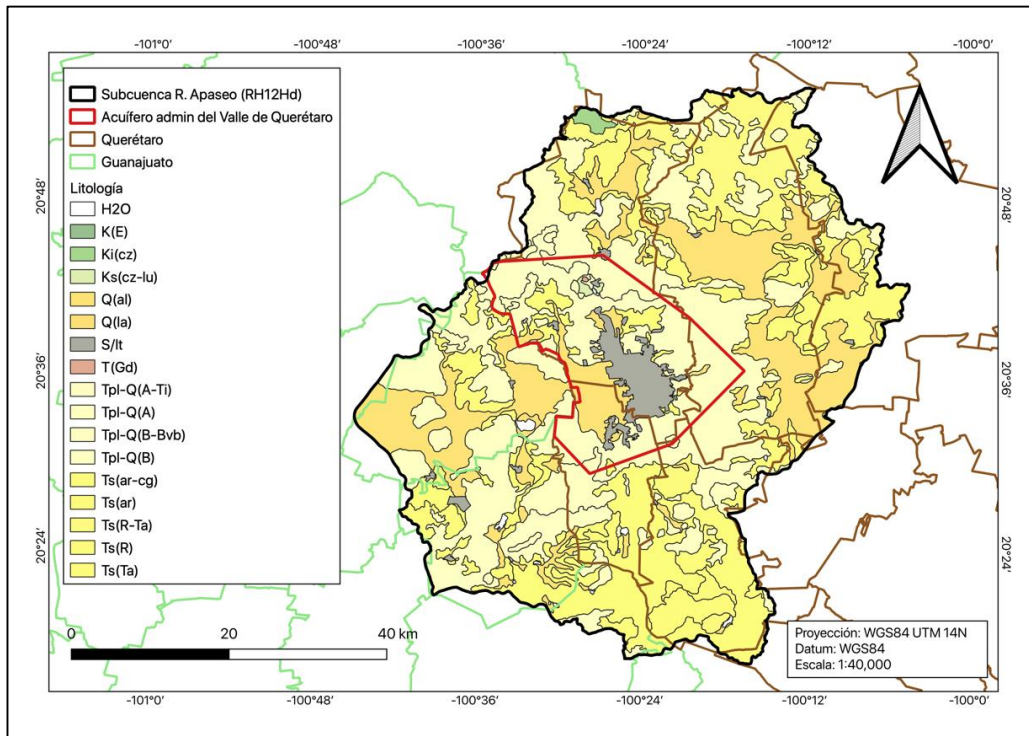 -101°0' -100°48' -100°36' -100°24' -100°12' -100°0'
Subcuenca R. Apaseo (RH12Hd)
Acuífero admin del Valle de Querétaro
Querétaro
Guanajuato
Litología
H2O
K(E)
Ki(cz)
Ks(cz-lu)
Q(al)
Q(la)
S/It
T(Gd)
Tpl-Q(A-Ti)
Tpl-Q(A)
Tpl-Q(B-Bvb)
Tpl-Q(B)
Ts(ar-cg)
Ts(ar)
Ts(R-Ta)
Ts(R)
Ts(Ta)
20°48'
20°36'
20°24'
20°48'
20°36'
20°24'
0 20 40 km
Proyección: WGS84 UTM 14N
Datum: WGS84
Escala: 1:40,000
-101°0' -100°48' -100°36' -100°24' -100°12' -100°0'